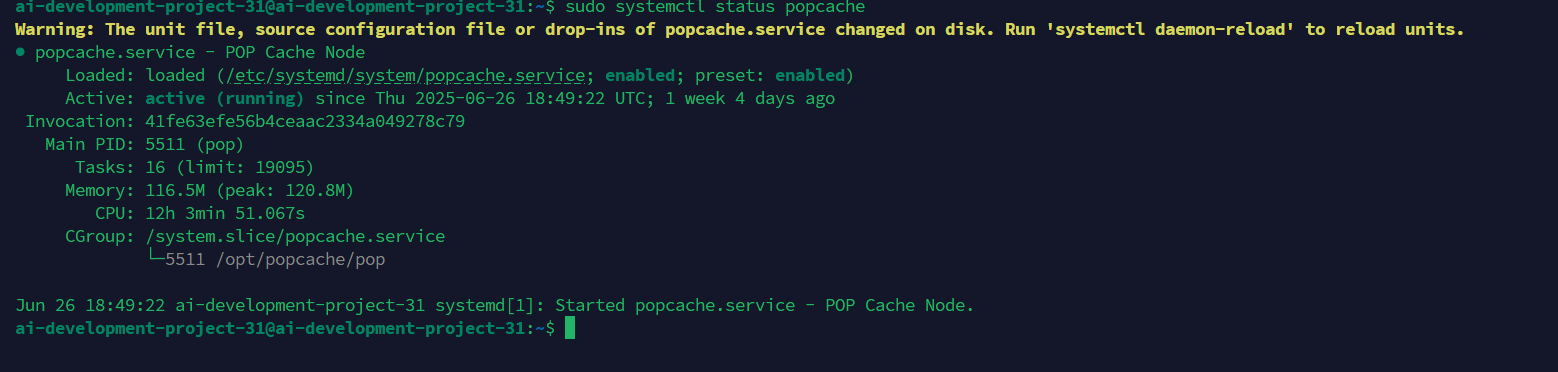 ai-development-project-31@ai-development-project-31:~$ sudo systemctl status popcache
Warning: The unit file, source configuration file or drop-ins of popcache.service changed on disk. Run 'systemctl daemon-reload' to reload units.
● popcache.service - POP Cache Node
     Loaded: loaded (/etc/systemd/system/popcache.service; enabled; preset: enabled)
     Active: active (running) since Thu 2025-06-26 18:49:22 UTC; 1 week 4 days ago
 Invocation: 41fe63efe56b4ceaac2334a049278c79
   Main PID: 5511 (pop)
      Tasks: 16 (limit: 19095)
     Memory: 116.5M (peak: 120.8M)
        CPU: 12h 3min 51.067s
     CGroup: /system.slice/popcache.service
             └─5511 /opt/popcache/pop
Jun 26 18:49:22 ai-development-project-31 systemd[1]: Started popcache.service - POP Cache Node.
ai-development-project-31@ai-development-project-31:~$